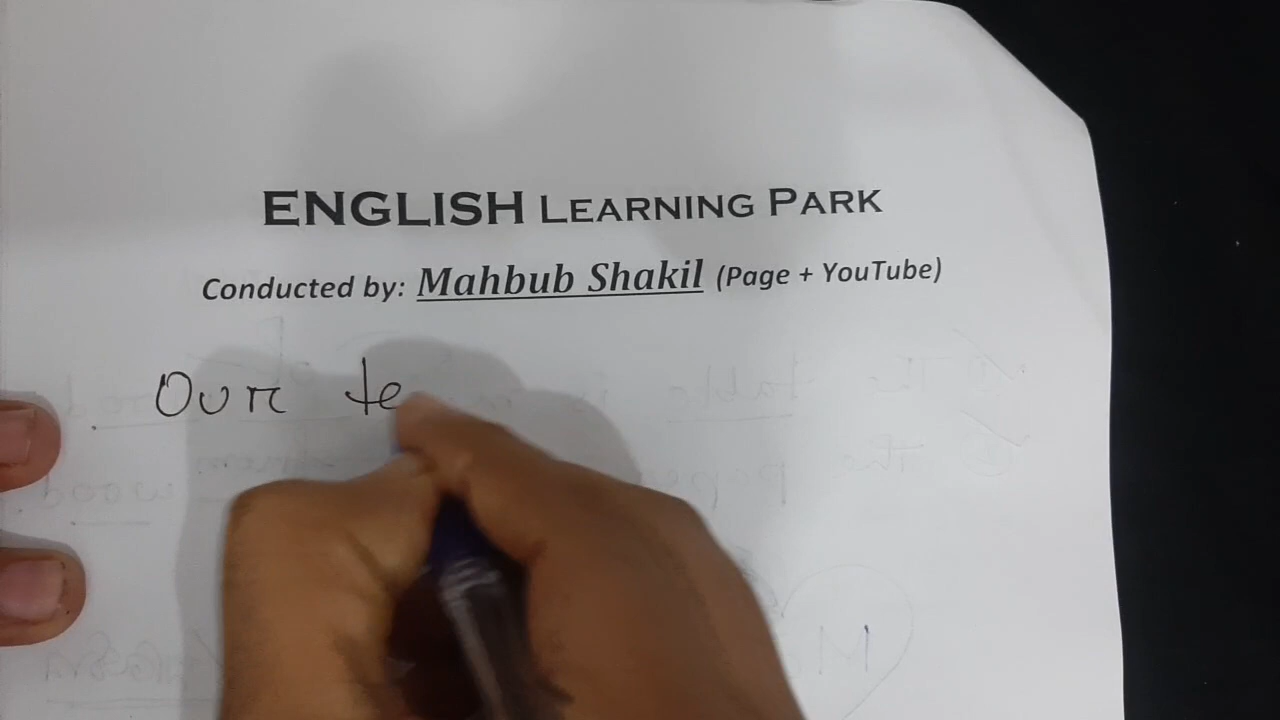 ENGLISH LEARNING PARK
Conducted by: Mahbub Shakil (Page + YouTube)
Our te